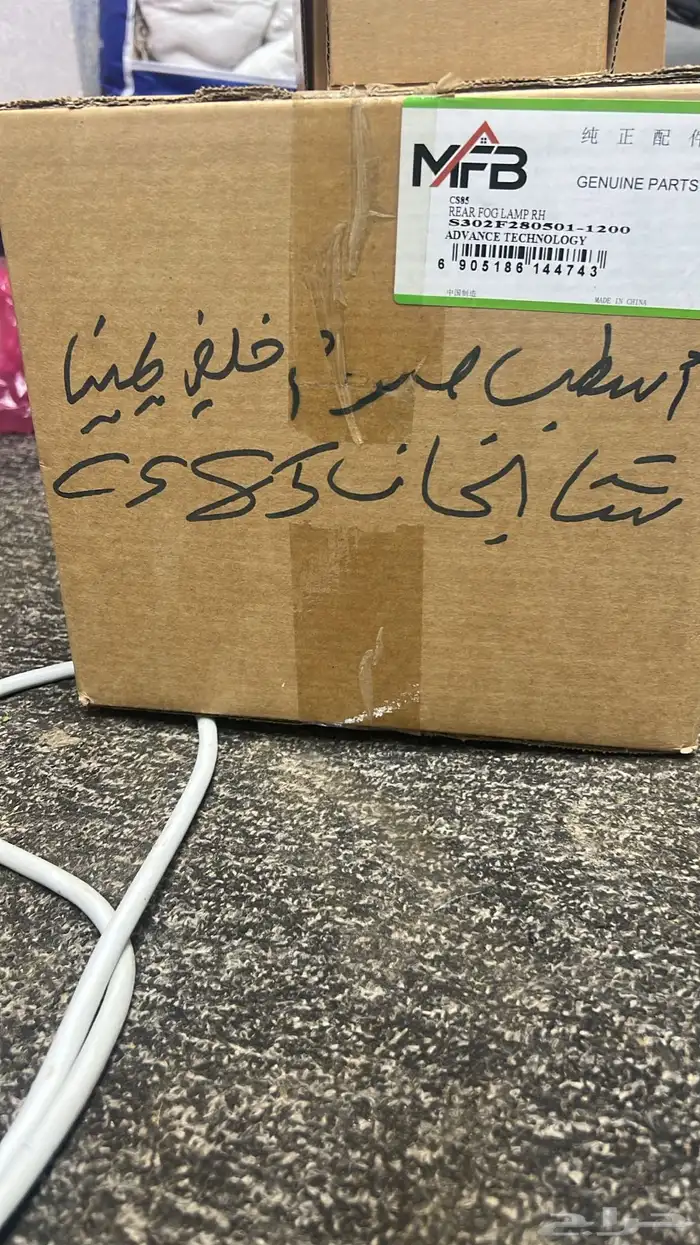 MFB
纯正配件
GENUINE PARTS
CS85
REAR FOG LAMP RH
S302F280501-1200
ADVANCE TECHNOLOGY
6 905186 144743
中国制造
MADE IN CHINA
اسطب صدام خلفي يمين
شانجان CS85
حراج